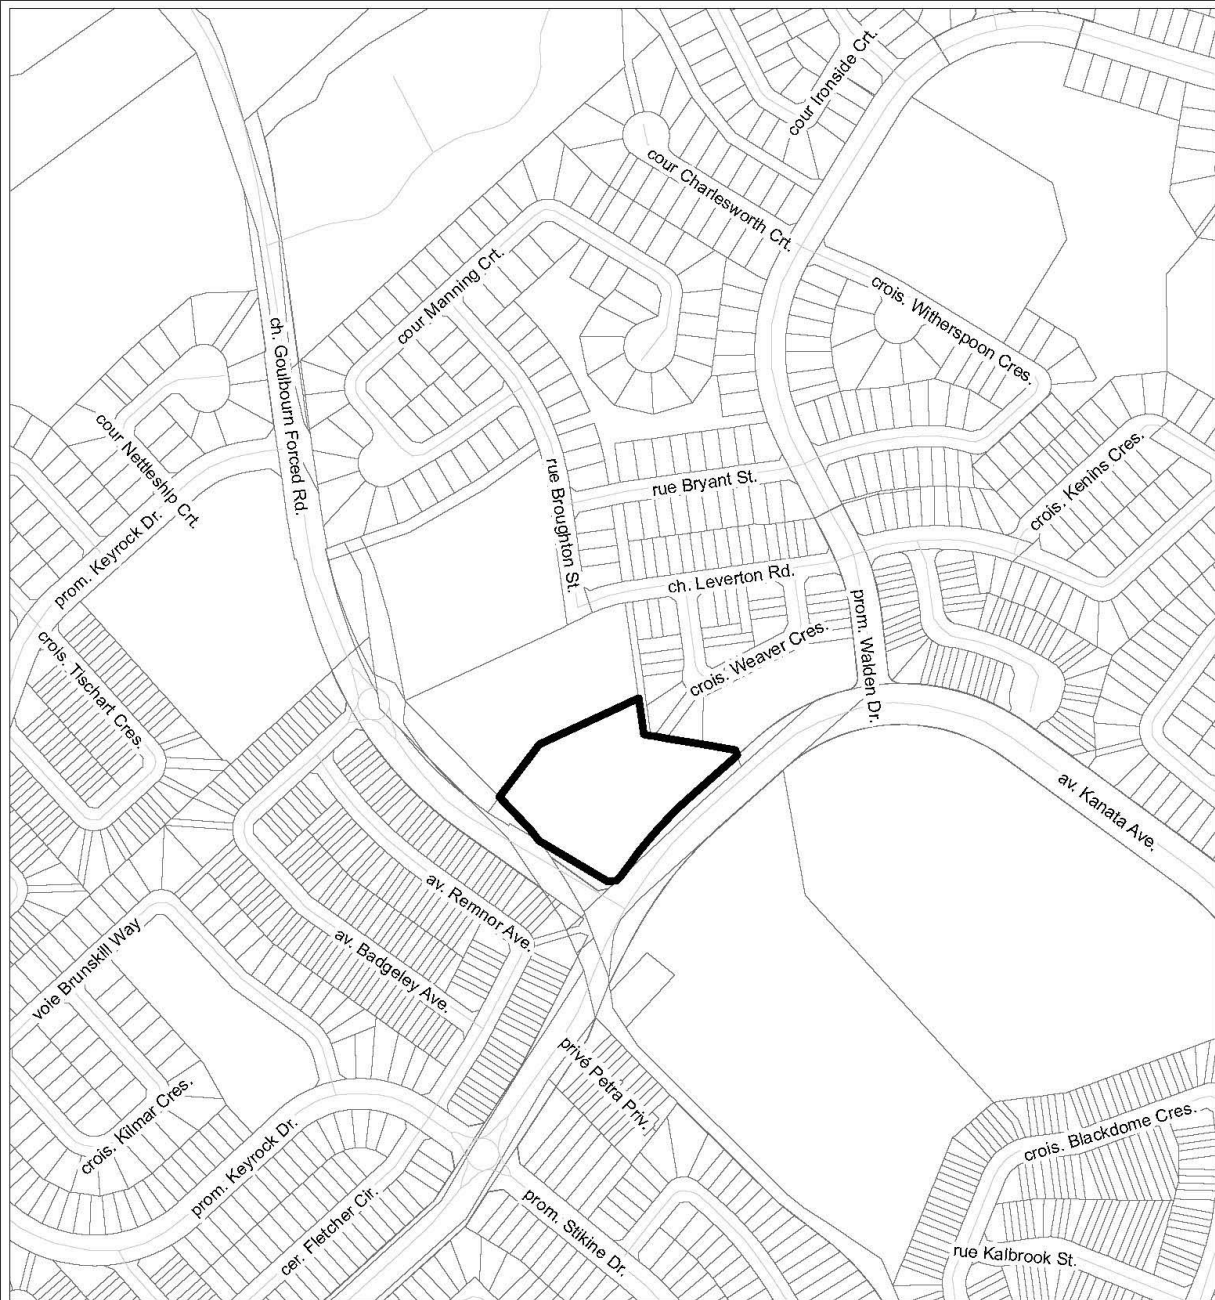 cour Ironside Crt.
cour Charlesworth Crt.
cour Manning Crt.
crois. Witherspoon Cres.
ch. Goulbourn Forced Rd.
cour Nettleship Crt.
crois. Kenins Cres.
rue Bryant St.
rue Broughton St.
prom. Keyrock Dr.
ch. Leverton Rd.
prom. Walden Dr.
crois. Weaver Cres.
crois. Tischart Cres.
av. Kanata Ave.
av. Remnor Ave.
av. Badgeley Ave.
voie Brunskill Way
privé Petra Priv.
crois. Kilmar Cres.
prom. Keyrock Dr.
crois. Blackdome Cres.
cer. Fletcher Cir.
prom. Stikine Dr.
rue Kalbrook St.